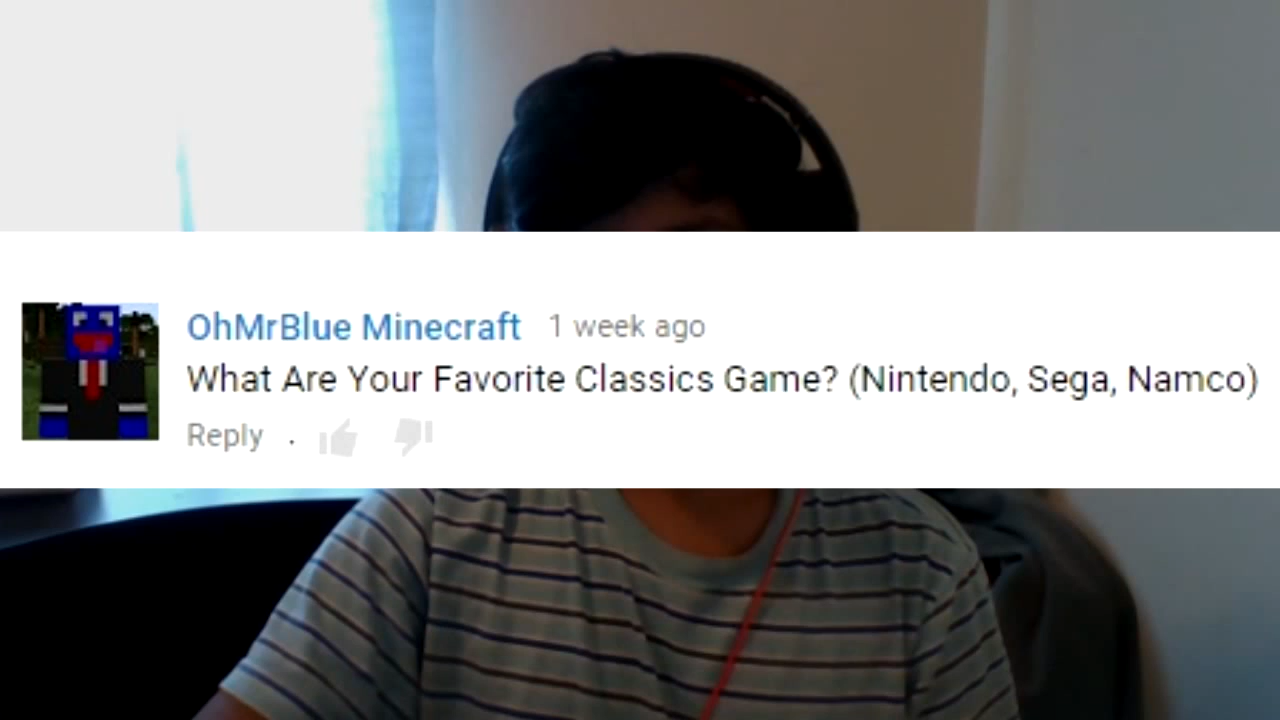 OhMrBlue Minecraft 1 week ago
What Are Your Favorite Classics Game? (Nintendo, Sega, Namco)
Reply .